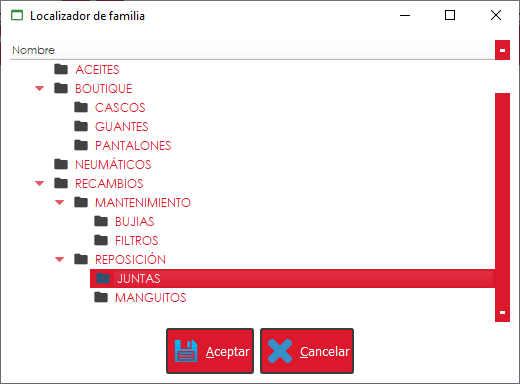 Localizador de familia
Nombre
ACEITES
BOUTIQUE
CASCOS
GUANTES
PANTALONES
NEUMÁTICOS
RECAMBIOS
MANTENIMIENTO
BUJIAS
FILTROS
REPOSICIÓN
JUNTAS
MANGUITOS
Aceptar Cancelar